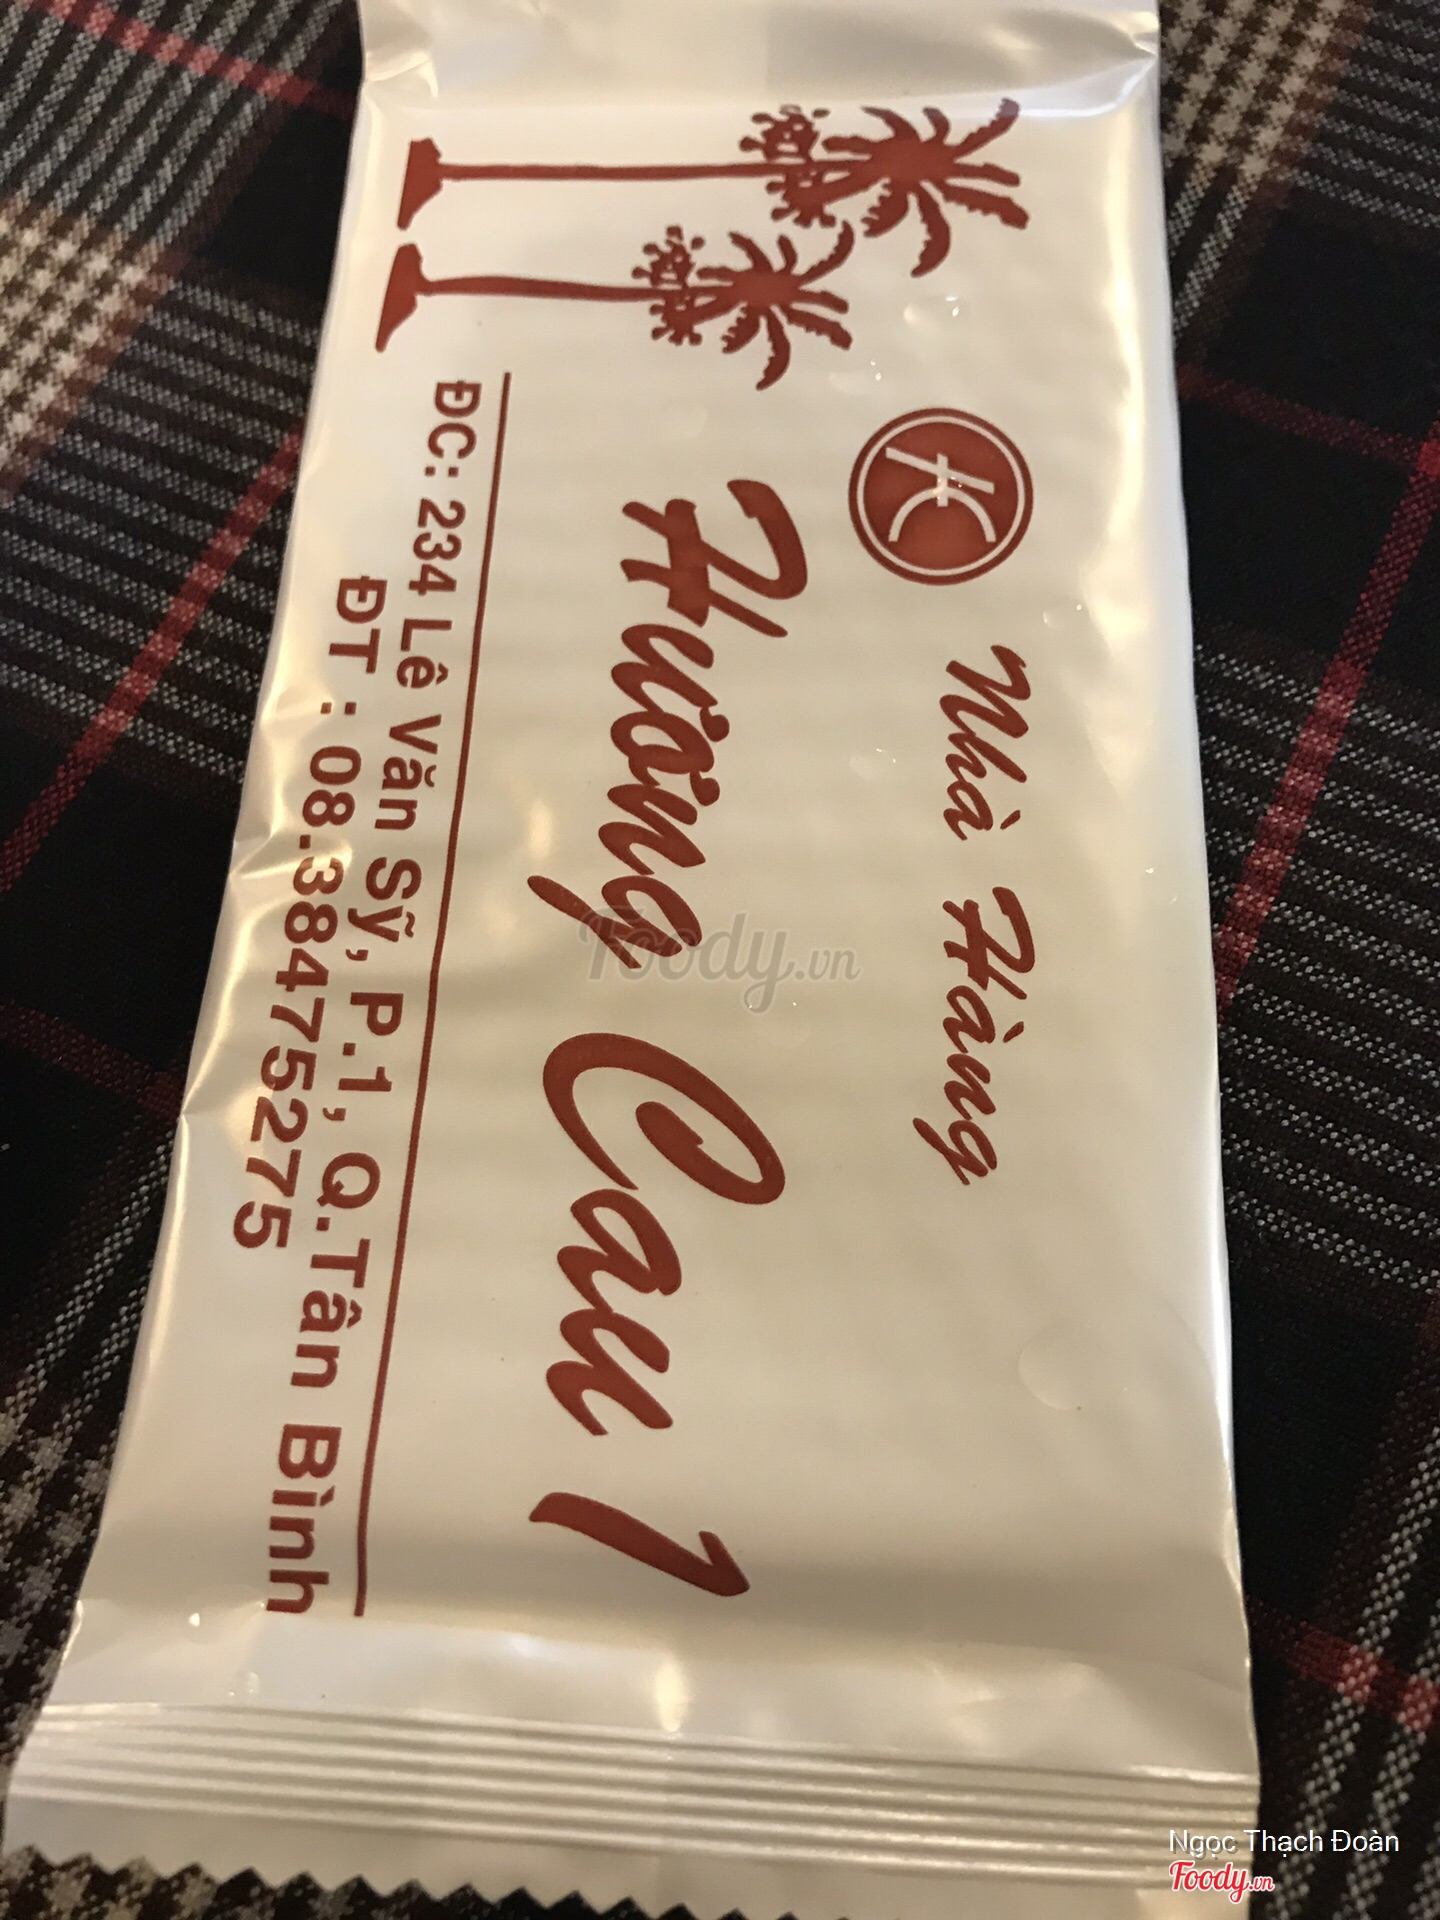 HC
Nhà Hàng
Hương Cau 1
ĐC: 234 Lê Văn Sỹ, P.1, Q.Tân Bình
ĐT : 08.38475275
Foody.vn
Ngọc Thạch Đoàn
Foody.vn